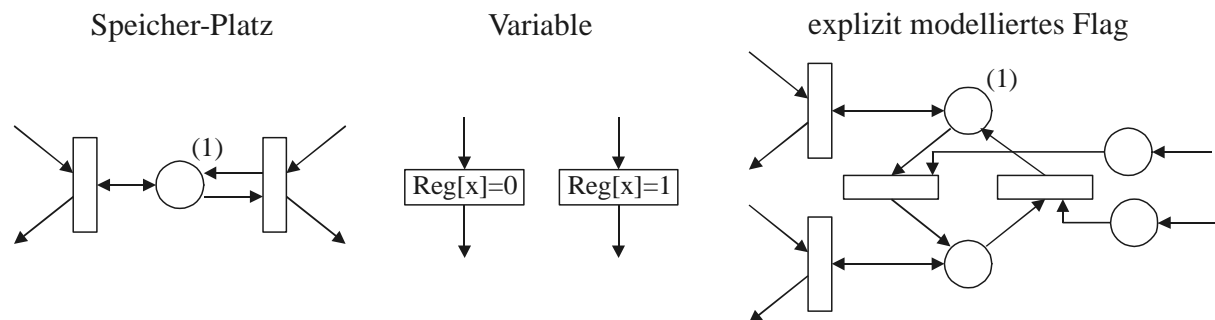 Speicher-Platz
Variable
explizit modelliertes Flag
(1)
Reg[x]=0
Reg[x]=1
(1)